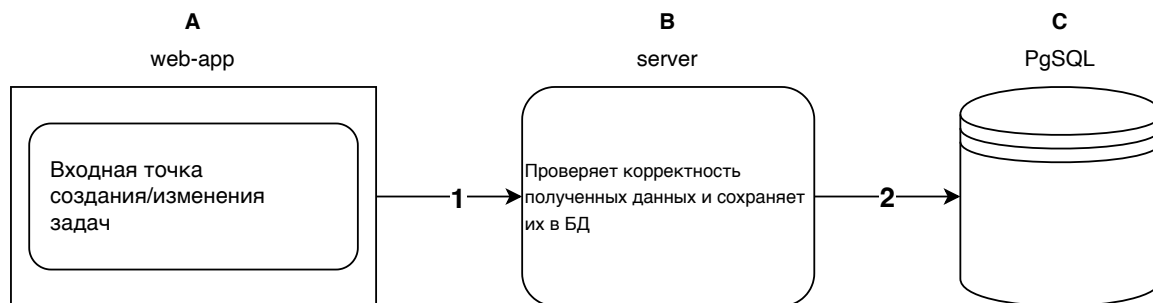 A
B
C
web-app
server
PgSQL
Входная точка
создания/изменения
задач
1
Проверяет корректность
полученных данных и сохраняет
их в БД
2